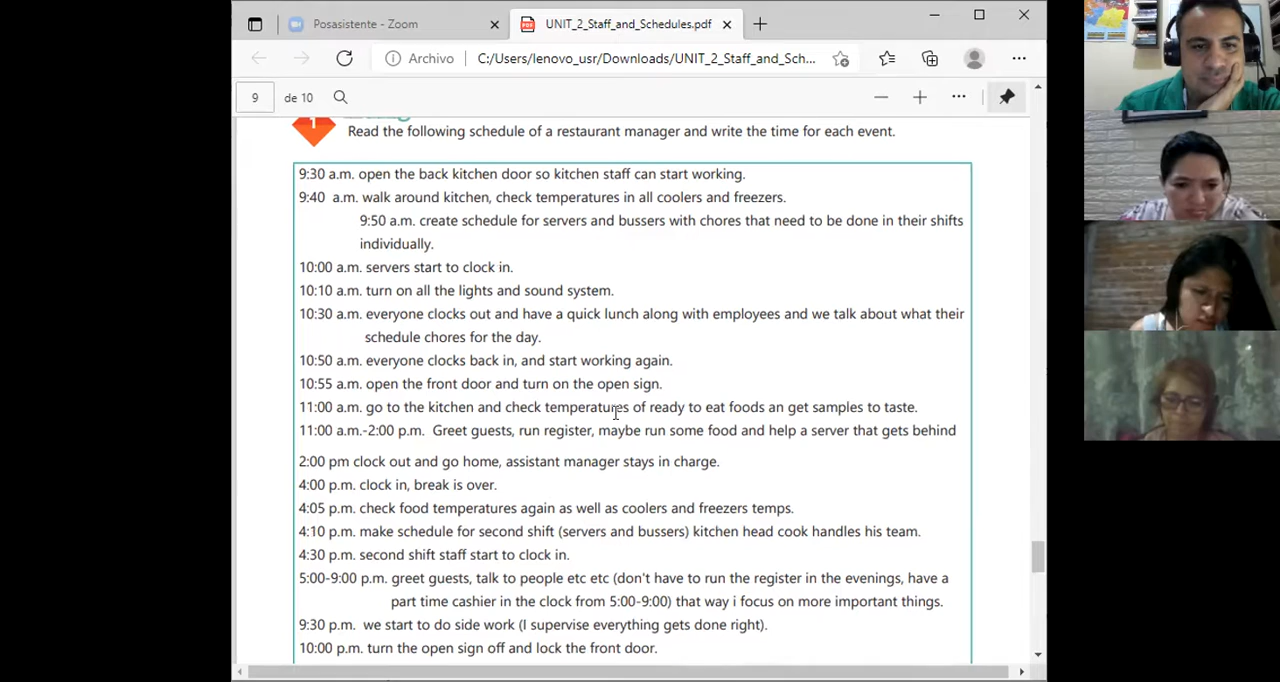 Posasistente - Zoom
UNIT_2_Staff_and_Schedules.pdf
Archivo
C:/Users/lenovo_usr/Downloads/UNIT_2_Staff_and_Sch...
9
de 10
1
Read the following schedule of a restaurant manager and write the time for each event.
9:30 a.m. open the back kitchen door so kitchen staff can start working.
9:40 a.m. walk around kitchen, check temperatures in all coolers and freezers.
9:50 a.m. create schedule for servers and bussers with chores that need to be done in their shifts
individually.
10:00 a.m. servers start to clock in.
10:10 a.m. turn on all the lights and sound system.
10:30 a.m. everyone clocks out and have a quick lunch along with employees and we talk about what their
schedule chores for the day.
10:50 a.m. everyone clocks back in, and start working again.
10:55 a.m. open the front door and turn on the open sign.
11:00 a.m. go to the kitchen and check temperatures of ready to eat foods an get samples to taste.
11:00 a.m.-2:00 p.m. Greet guests, run register, maybe run some food and help a server that gets behind
2:00 pm clock out and go home, assistant manager stays in charge.
4:00 p.m. clock in, break is over.
4:05 p.m. check food temperatures again as well as coolers and freezers temps.
4:10 p.m. make schedule for second shift (servers and bussers) kitchen head cook handles his team.
4:30 p.m. second shift staff start to clock in.
5:00-9:00 p.m. greet guests, talk to people etc etc (don't have to run the register in the evenings, have a
part time cashier in the clock from 5:00-9:00) that way i focus on more important things.
9:30 p.m. we start to do side work (I supervise everything gets done right).
10:00 p.m. turn the open sign off and lock the front door.